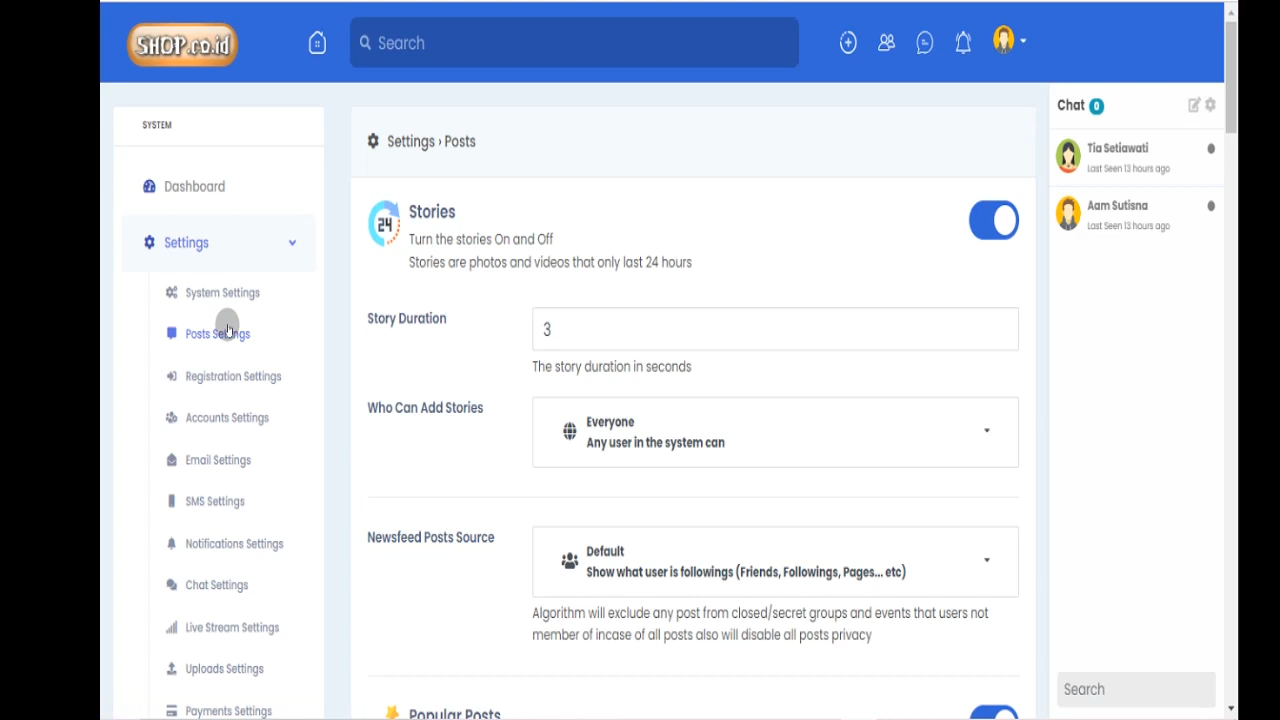 SHOP.co.id
Search
SYSTEM
Dashboard
Settings
System Settings
Posts Settings
Registration Settings
Accounts Settings
Email Settings
SMS Settings
Notifications Settings
Chat Settings
Live Stream Settings
Uploads Settings
Payments Settings
Settings › Posts
24
Stories
Turn the stories On and Off
Stories are photos and videos that only last 24 hours
Story Duration
3
The story duration in seconds
Who Can Add Stories
Everyone
Any user in the system can
Newsfeed Posts Source
Default
Show what user is followings (Friends, Followings, Pages... etc)
Algorithm will exclude any post from closed/secret groups and events that users not
member of incase of all posts also will disable all posts privacy
Popular Posts
Chat 0
Tia Setiawati
Last Seen 13 hours ago
Aam Sutisna
Last Seen 13 hours ago
Search